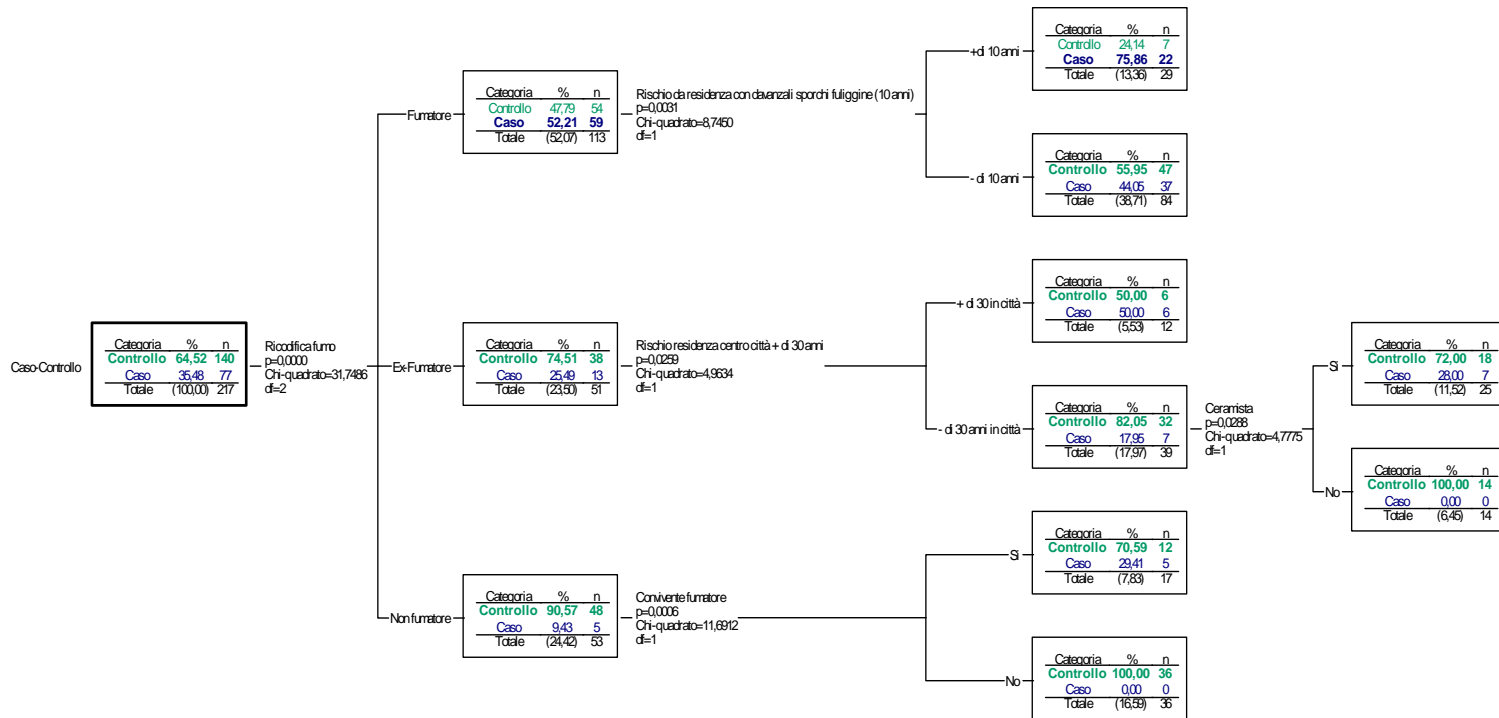 Caso-Controllo
Categoria % n
Controllo 64,52 140
Caso 35,48 77
Totale (100,00) 217
Ricodifica fumo
p=0,0000
Chi-quadrato=31,7486
df=2
Fumatore
Categoria % n
Controllo 47,79 54
Caso 52,21 59
Totale (52,07) 113
Rischio da residenza con davanzali sporchi fuliggine (10 anni)
p=0,0031
Chi-quadrato=8,7450
df=1
+di 10 anni
Categoria % n
Controllo 24,14 7
Caso 75,86 22
Totale (13,36) 29
- di 10 anni
Categoria % n
Controllo 55,95 47
Caso 44,05 37
Totale (38,71) 84
Ex-Fumatore
Categoria % n
Controllo 74,51 38
Caso 25,49 13
Totale (23,50) 51
Rischio residenza centro città + di 30 anni
p=0,0259
Chi-quadrato=4,9634
df=1
+ di 30 in città
Categoria % n
Controllo 50,00 6
Caso 50,00 6
Totale (5,53) 12
- di 30 anni in città
Categoria % n
Controllo 82,05 32
Caso 17,95 7
Totale (17,97) 39
Ceramista
p=0,0288
Chi-quadrato=4,7775
df=1
Si
Categoria % n
Controllo 72,00 18
Caso 28,00 7
Totale (11,52) 25
No
Categoria % n
Controllo 100,00 14
Caso 0,00 0
Totale (6,45) 14
Non fumatore
Categoria % n
Controllo 90,57 48
Caso 9,43 5
Totale (24,42) 53
Convivente fumatore
p=0,0006
Chi-quadrato=11,6912
df=1
Si
Categoria % n
Controllo 70,59 12
Caso 29,41 5
Totale (7,83) 17
No
Categoria % n
Controllo 100,00 36
Caso 0,00 0
Totale (16,59) 36